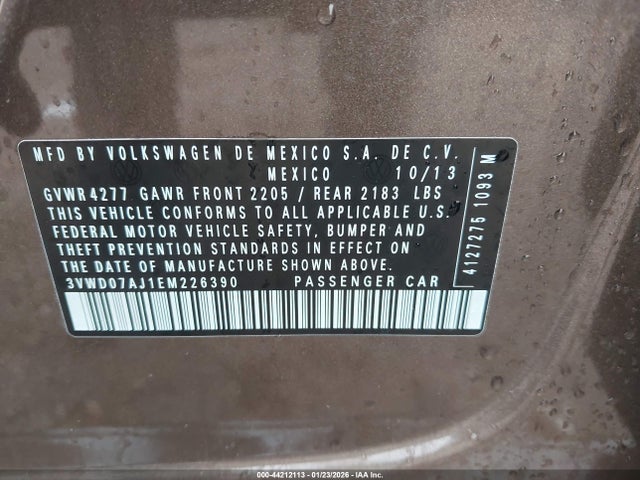 MFD BY VOLKSWAGEN DE MEXICO S.A. DE C.V.
MEXICO 10/13
GVWR 4277 GAWR FRONT 2205 / REAR 2183 LBS
THIS VEHICLE CONFORMS TO ALL APPLICABLE U.S.
FEDERAL MOTOR VEHICLE SAFETY, BUMPER AND
THEFT PREVENTION STANDARDS IN EFFECT ON
THE DATE OF MANUFACTURE SHOWN ABOVE.
3VWD07AJ1EM226390 PASSENGER CAR
4127275 1093 M
000-44212113 - 01/23/2026 - IAA Inc.